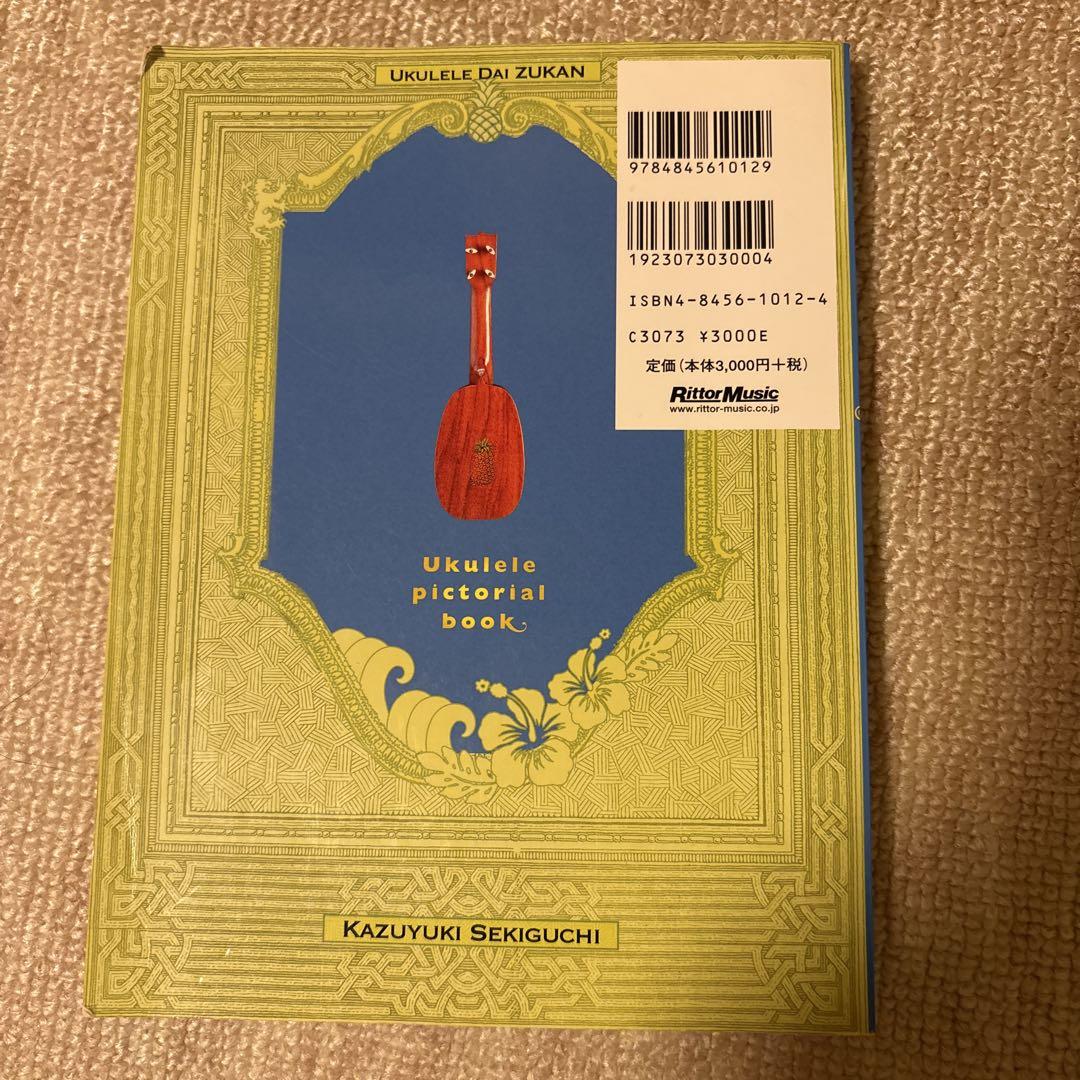 UKULELE DAI ZUKAN
9784845610129
1923073030004
ISBN4-8456-1012-4
C3073 ¥3000E
定価(本体3,000円+税)
RittorMusic
www.rittor-music.co.jp
Ukulele
pictorial
book
KAZUYUKI SEKIGUCHI